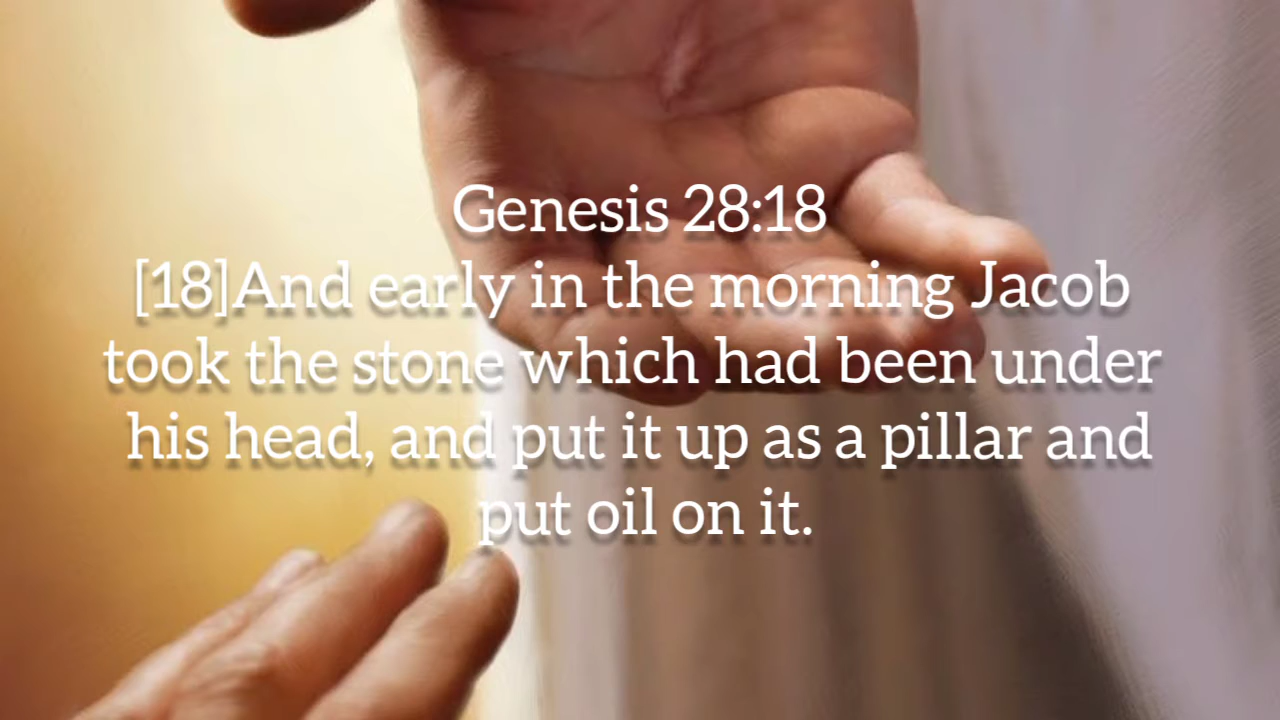 Genesis 28:18
[18]And early in the morning Jacob
took the stone which had been under
his head, and put it up as a pillar and
put oil on it.